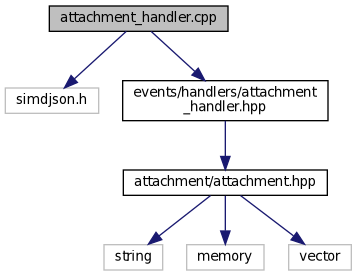 attachment_handler.cpp
simdjson.h
events/handlers/attachment
_handler.hpp
attachment/attachment.hpp
string
memory
vector